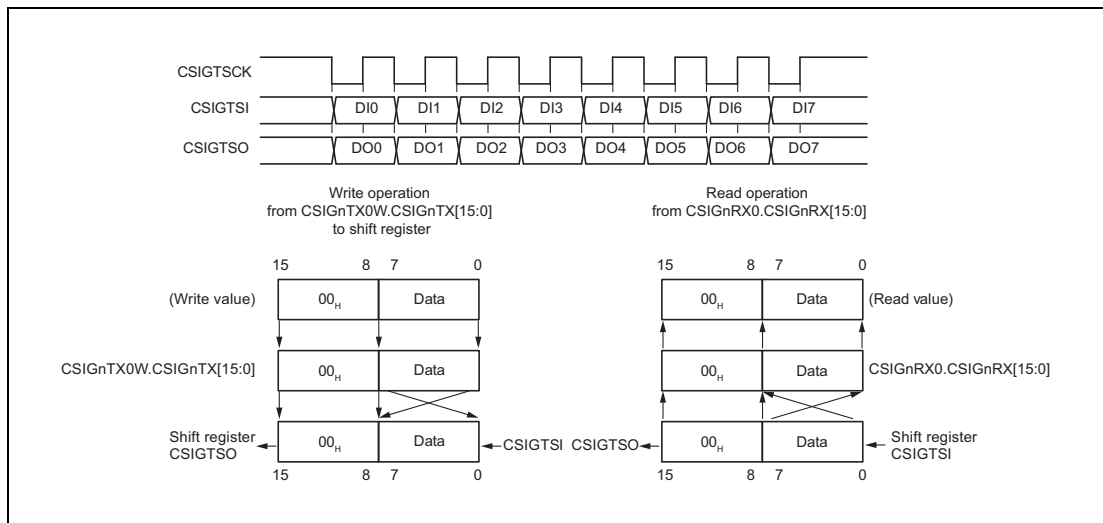 CSIGTSCK
CSIGTSI DI0 DI1 DI2 DI3 DI4 DI5 DI6 DI7
CSIGTSO DO0 DO1 DO2 DO3 DO4 DO5 DO6 DO7
Write operation
from CSIGnTX0W.CSIGnTX[15:0]
to shift register
Read operation
from CSIGnRX0.CSIGnRX[15:0]
15 8 7 0 15 8 7 0
(Write value) 00H Data 00H Data (Read value)
CSIGnTX0W.CSIGnTX[15:0] 00H Data 00H Data CSIGnRX0.CSIGnRX[15:0]
Shift register
CSIGTSO 00H Data CSIGTSI CSIGTSO 00H Data Shift register
CSIGTSI
15 8 7 0 15 8 7 0